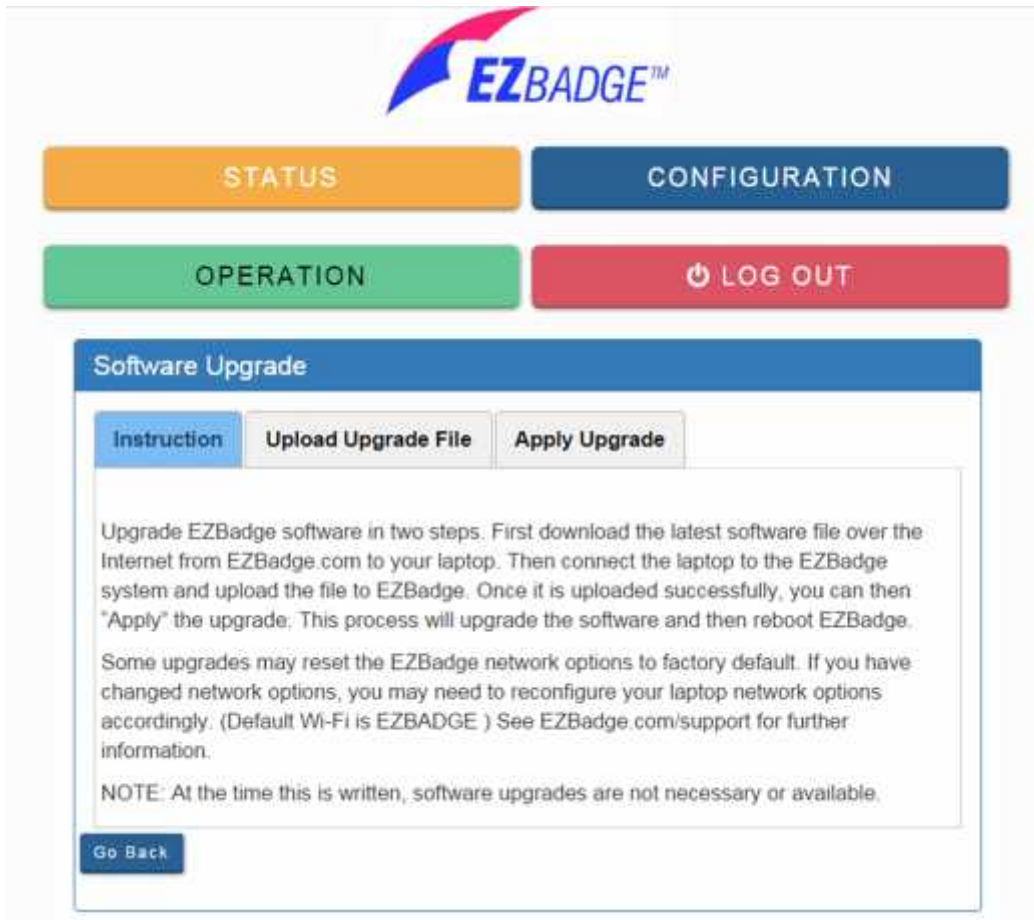 EZBADGE™
STATUS
CONFIGURATION
OPERATION
LOG OUT
Software Upgrade
Instruction
Upload Upgrade File
Apply Upgrade
Upgrade EZBadge software in two steps. First download the latest software file over the
Internet from EZBadge.com to your laptop. Then connect the laptop to the EZBadge
system and upload the file to EZBadge. Once it is uploaded successfully, you can then
"Apply" the upgrade. This process will upgrade the software and then reboot EZBadge.
Some upgrades may reset the EZBadge network options to factory default. If you have
changed network options, you may need to reconfigure your laptop network options
accordingly. (Default Wi-Fi is EZBADGE ) See EZBadge.com/support for further
information.
NOTE: At the time this is written, software upgrades are not necessary or available.
Go Back